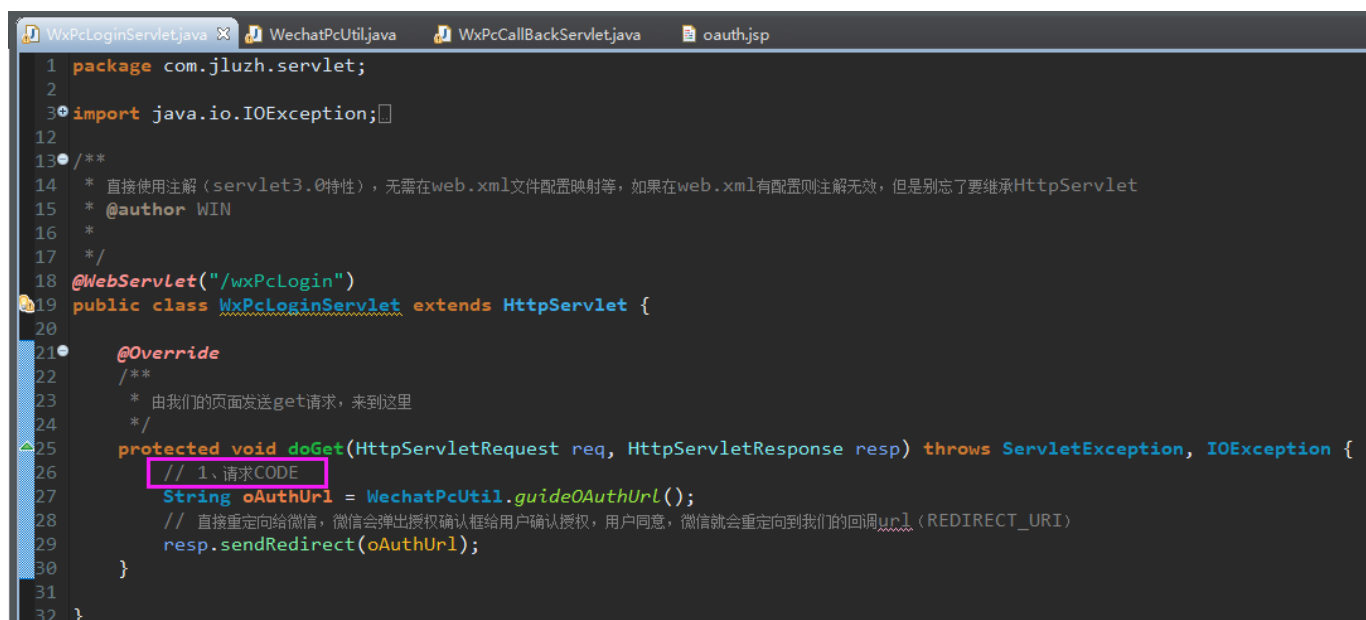 WxPcLoginServlet.java WechatPcUtil.java WxPcCallBackServlet.java oauth.jsp
1 package com.jluzh.servlet;
2
3 import java.io.IOException;
12
13 /**
14 * 直接使用注解（servlet3.0特性），无需在web.xml文件配置映射等，如果在web.xml有配置则注解无效，但是别忘了要继承HttpServlet
15 * @author WIN
16 *
17 */
18 @WebServlet("/wxPcLogin")
19 public class WxPcLoginServlet extends HttpServlet {
20
21 @Override
22 /**
23 * 由我们的页面发送get请求，来到这里
24 */
25 protected void doGet(HttpServletRequest req, HttpServletResponse resp) throws ServletException, IOException {
26 // 1、请求CODE
27 String oAuthUrl = WechatPcUtil.guideOAuthUrl();
28 // 直接重定向给微信，微信会弹出授权确认框给用户确认授权，用户同意，微信就会重定向到我们的回调url（REDIRECT_URI）
29 resp.sendRedirect(oAuthUrl);
30 }
31
32 }